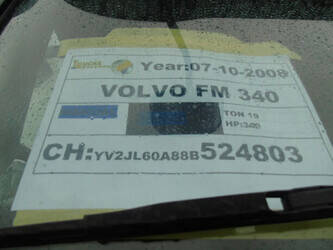 Year:07-10-2008
VOLVO FM 340
TON 19
HP:340
CH:YV2JL60A88B524803